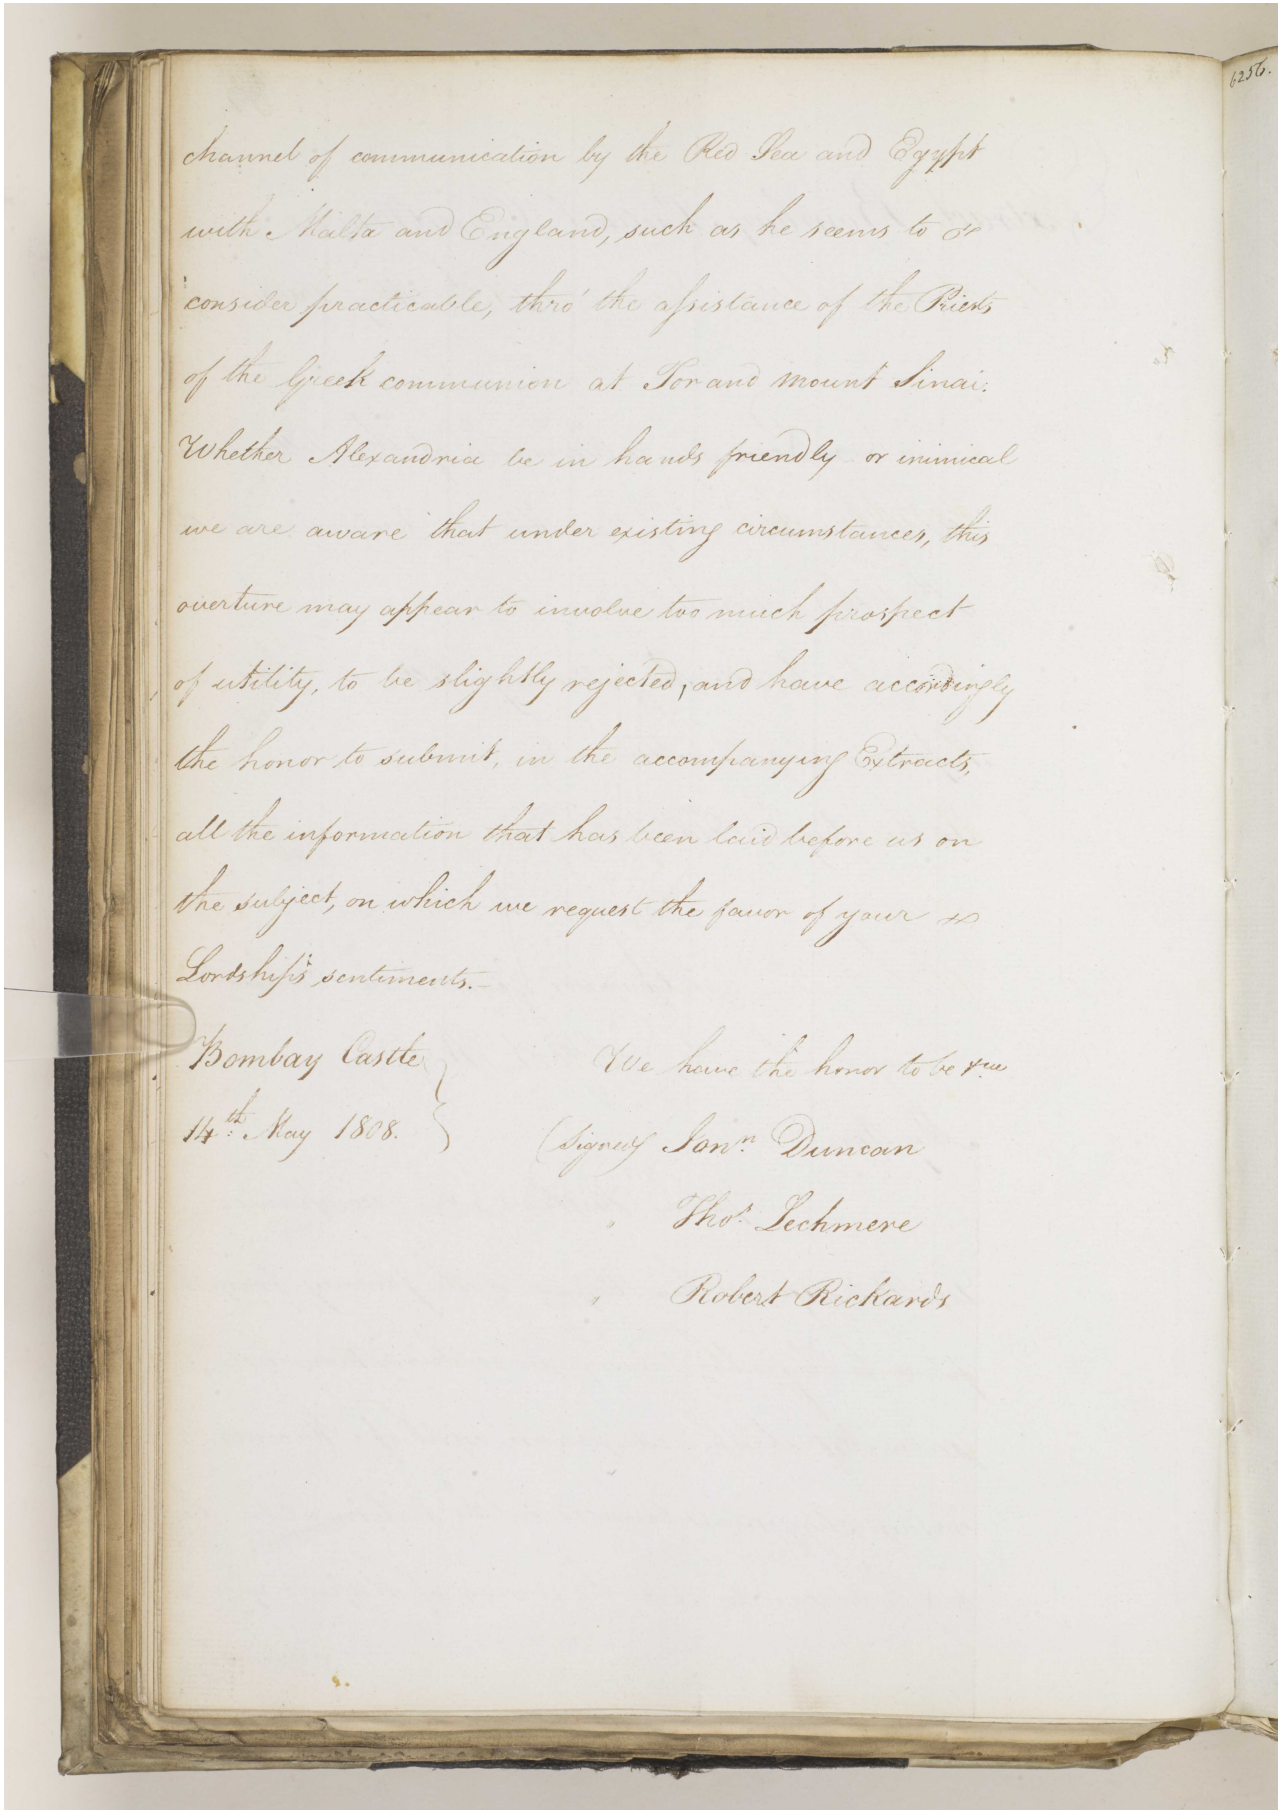 6256.
channel of communication by the Red Sea and Egypt
with Malta and England, such as he seems to
consider practicable, thro' the assistance of the Priests
of the Greek communion at Tor and Mount Sinai.
Whether Alexandria be in hands friendly or inimical
we are aware that under existing circumstances, this
overture may appear to involve too much prospect
of utility, to be slightly rejected, and have accordingly
the honor to submit, in the accompanying Extracts,
all the information that has been laid before us on
the subject, on which we request the favor of your
Lordship's sentiments.—
Bombay Castle
14th. May 1808.
We have the honor to be &ca
(Signed) Jonn. Duncan
" Thos. Lechmere
" Robert Rickards